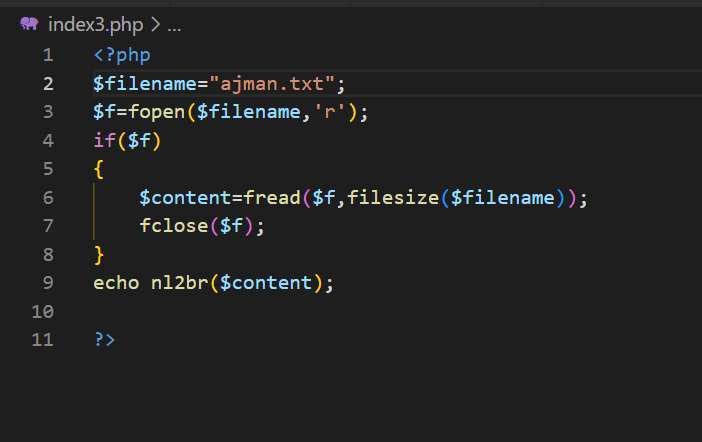 index3.php > ...
1 <?php
2 $filename="ajman.txt";
3 $f=fopen($filename,'r');
4 if($f)
5 {
6     $content=fread($f,filesize($filename));
7     fclose($f);
8 }
9 echo nl2br($content);
10
11 ?>